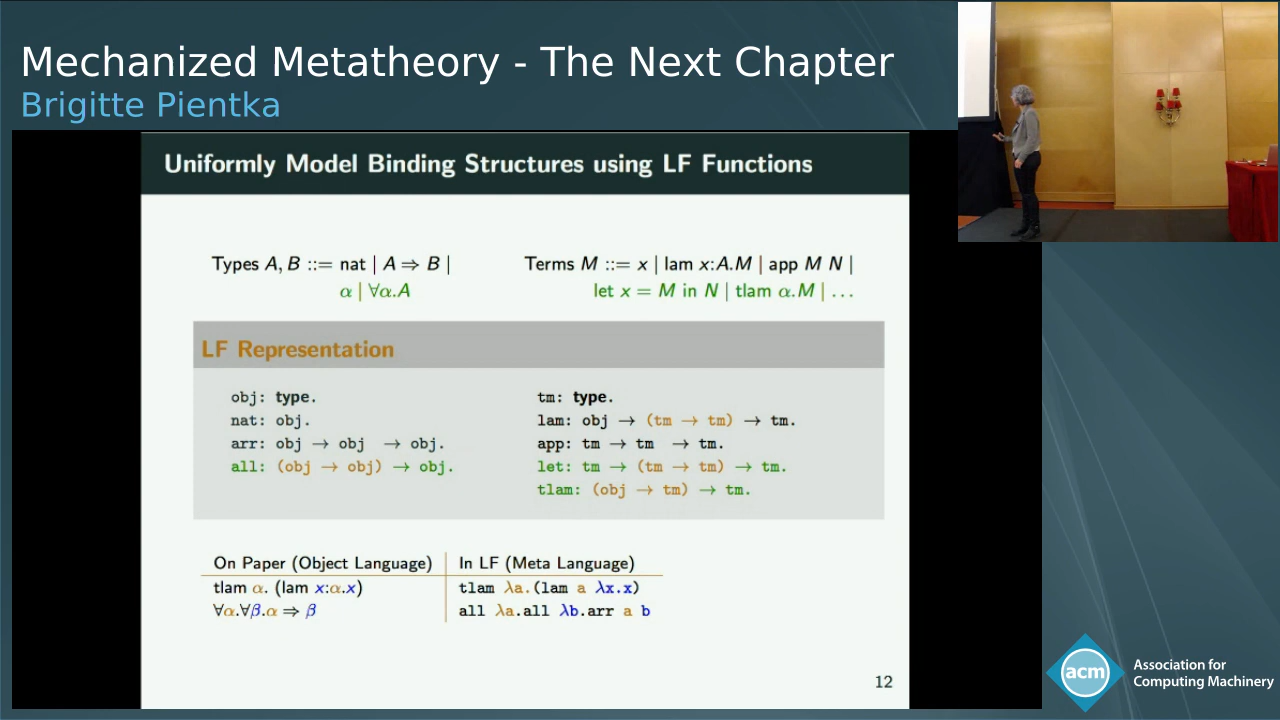 Mechanized Metatheory - The Next Chapter
Brigitte Pientka
Uniformly Model Binding Structures using LF Functions
Types A, B ::= nat | A ⇒ B |
α | ∀α.A
Terms M ::= x | lam x:A.M | app M N |
let x = M in N | tlam α.M | ...
LF Representation
obj: type.
nat: obj.
arr: obj → obj → obj.
all: (obj → obj) → obj.
tm: type.
lam: obj → (tm → tm) → tm.
app: tm → tm → tm.
let: tm → (tm → tm) → tm.
tlam: (obj → tm) → tm.
On Paper (Object Language) In LF (Meta Language)
tlam α. (lam x:α.x) tlam λa.(lam a λx.x)
∀α.∀β.α ⇒ β all λa.all λb.arr a b
12
acm
Association for
Computing Machinery